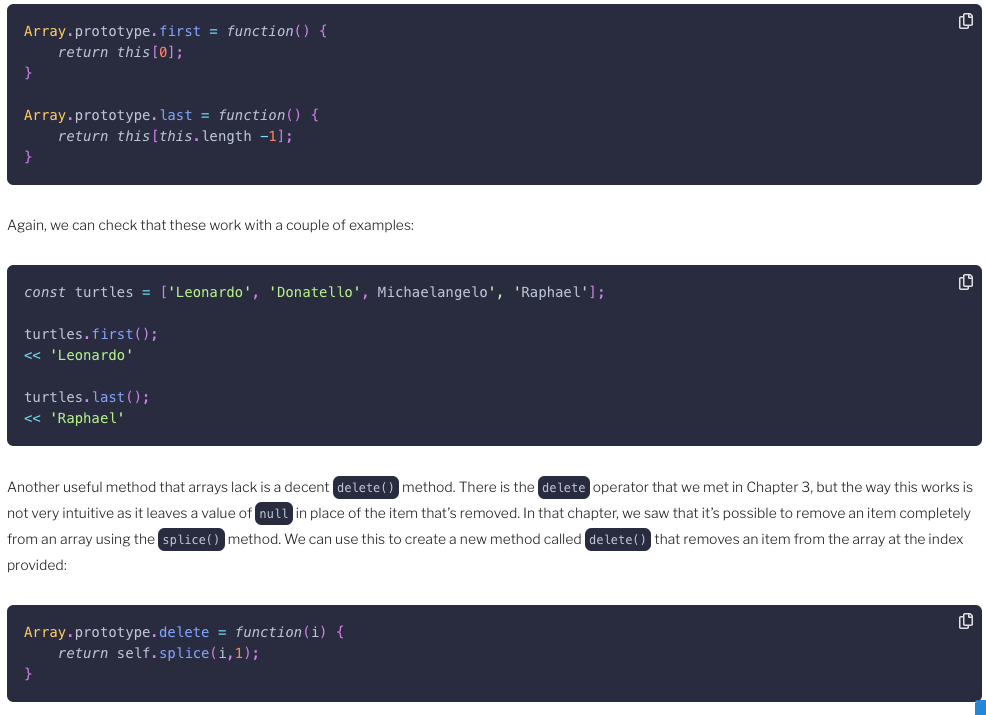 Array.prototype.first = function() {
    return this[0];
}
Array.prototype.last = function() {
    return this[this.length -1];
}
Again, we can check that these work with a couple of examples:
const turtles = ['Leonardo', 'Donatello', Michaelangelo', 'Raphael'];
turtles.first();
<< 'Leonardo'
turtles.last();
<< 'Raphael'
Another useful method that arrays lack is a decent delete() method. There is the delete operator that we met in Chapter 3, but the way this works is
not very intuitive as it leaves a value of null in place of the item that's removed. In that chapter, we saw that it's possible to remove an item completely
from an array using the splice() method. We can use this to create a new method called delete() that removes an item from the array at the index
provided:
Array.prototype.delete = function(i) {
    return self.splice(i,1);
}